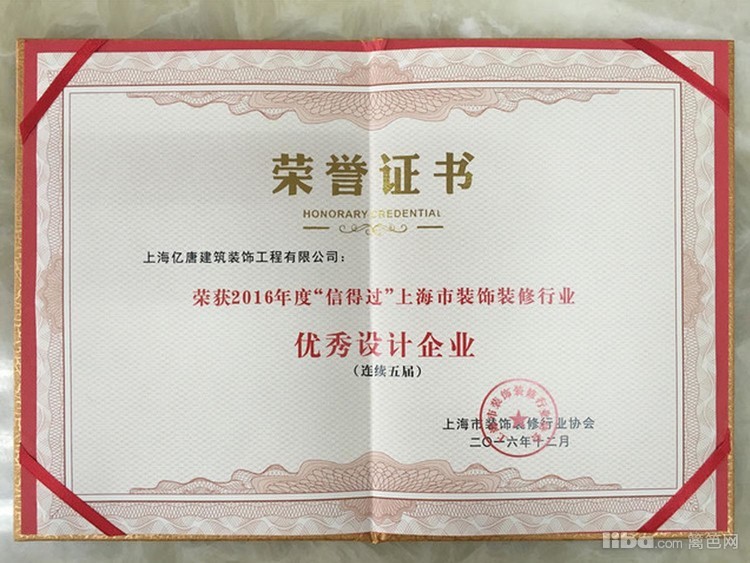 荣誉证书
HONORARY CREDENTIAL
上海亿唐建筑装饰工程有限公司：
荣获2016年度“信得过”上海市装饰装修行业
优秀设计企业
（连续五届）
上海市装饰装修行业协会
二〇一六年十二月
liba.com 篱笆网